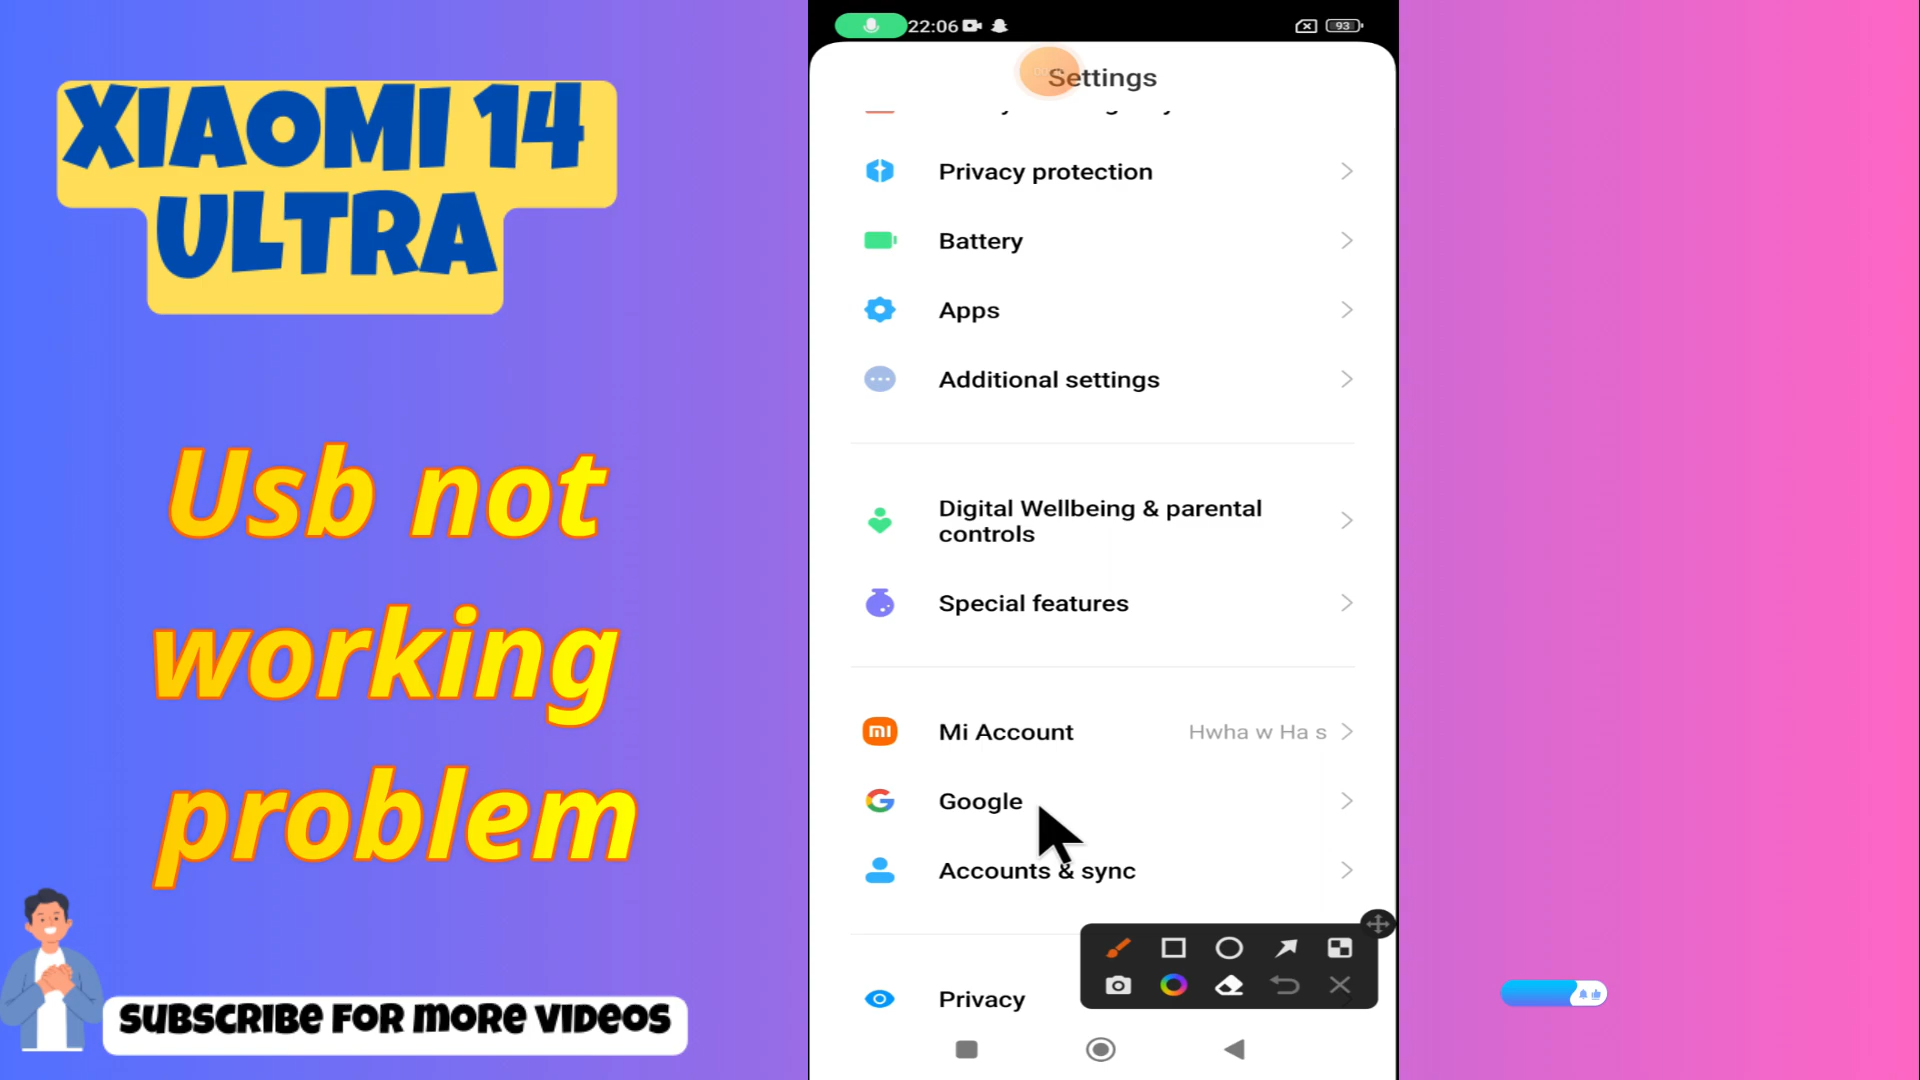 XIAOMI 14
ULTRA
Usb not
working
problem
SUBSCRIBE FOR MORE VIDEOS
22:06
93
Settings
Privacy protection
Battery
Apps
Additional settings
Digital Wellbeing & parental
controls
Special features
mi
Mi Account
Hwha w Ha s
Google
Accounts & sync
Privacy